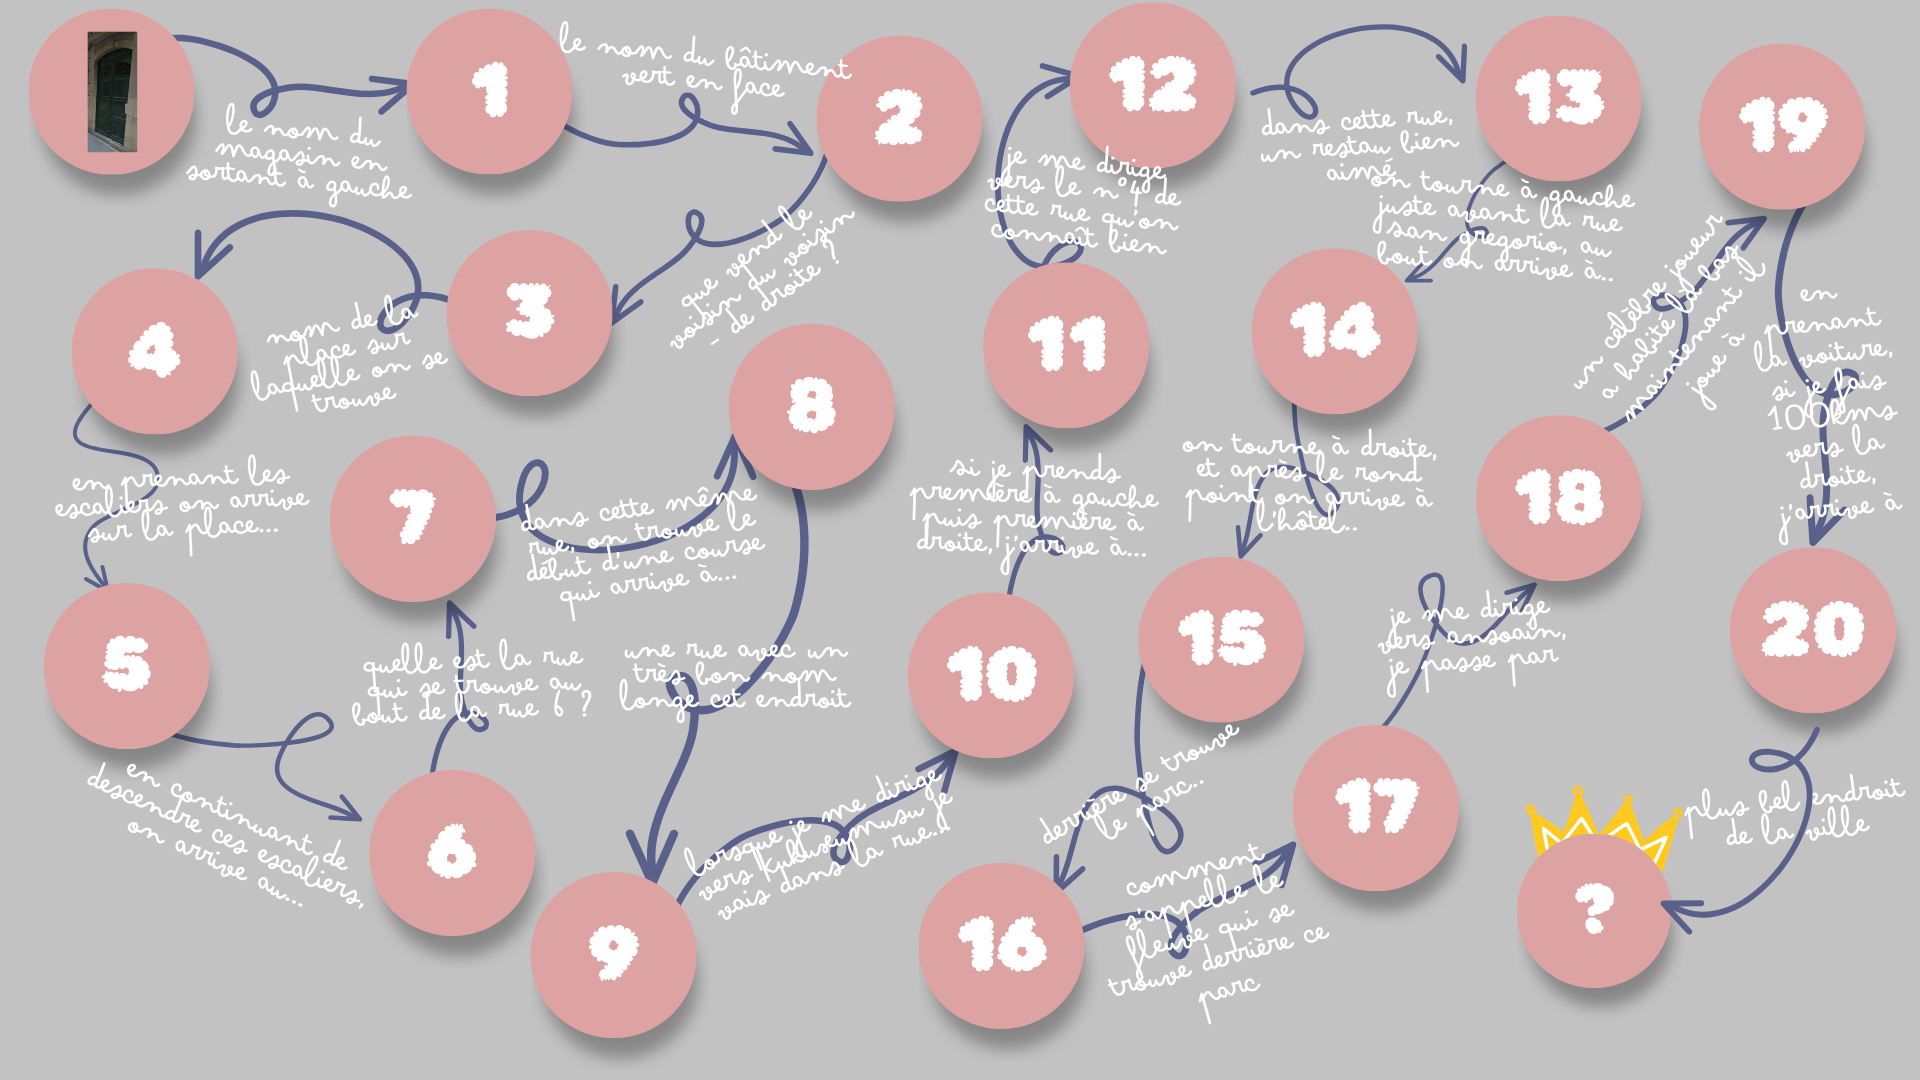 le nom du
magasin en
sortant à gauche
1
le nom du bâtiment
vert en face
2
que vend le
voisin du voisin
- de droite ?
3
nom de la
place sur
laquelle on se
trouve
4
en prenant les
escaliers on arrive
sur la place...
5
en continuant de
descendre ces escaliers,
on arrive au...
6
quelle est la rue
qui se trouve au
bout de la rue 6 ?
7
dans cette même
rue, on trouve le
début d'une course
qui arrive à...
8
une rue avec un
très bon nom
longe cet endroit
9
Lorsque je me dirige
vers Kukuxumusu je
vais dans la rue...
10
si je prends
première à gauche
puis première à
droite, j'arrive à...
11
je me dirige
vers le n°4 de
cette rue qu'on
connaît bien
12
dans cette rue,
un restau bien
aimé
13
on tourne à gauche
juste avant la rue
san gregorio, au
bout on arrive à...
14
on tourne à droite,
et après le rond
point on arrive à
l'hôtel...
15
derrière se trouve
le parc...
16
comment
s'appelle le
fleuve qui se
trouve derrière ce
parc
17
je me dirige
vers ansoain,
je passe par
18
un célèbre joueur
a habité là bas
maintenant il
joue à
19
en
prenant
la voiture,
si je fais
100kms
vers la
droite,
j'arrive à
20
plus bel endroit
de la ville
?